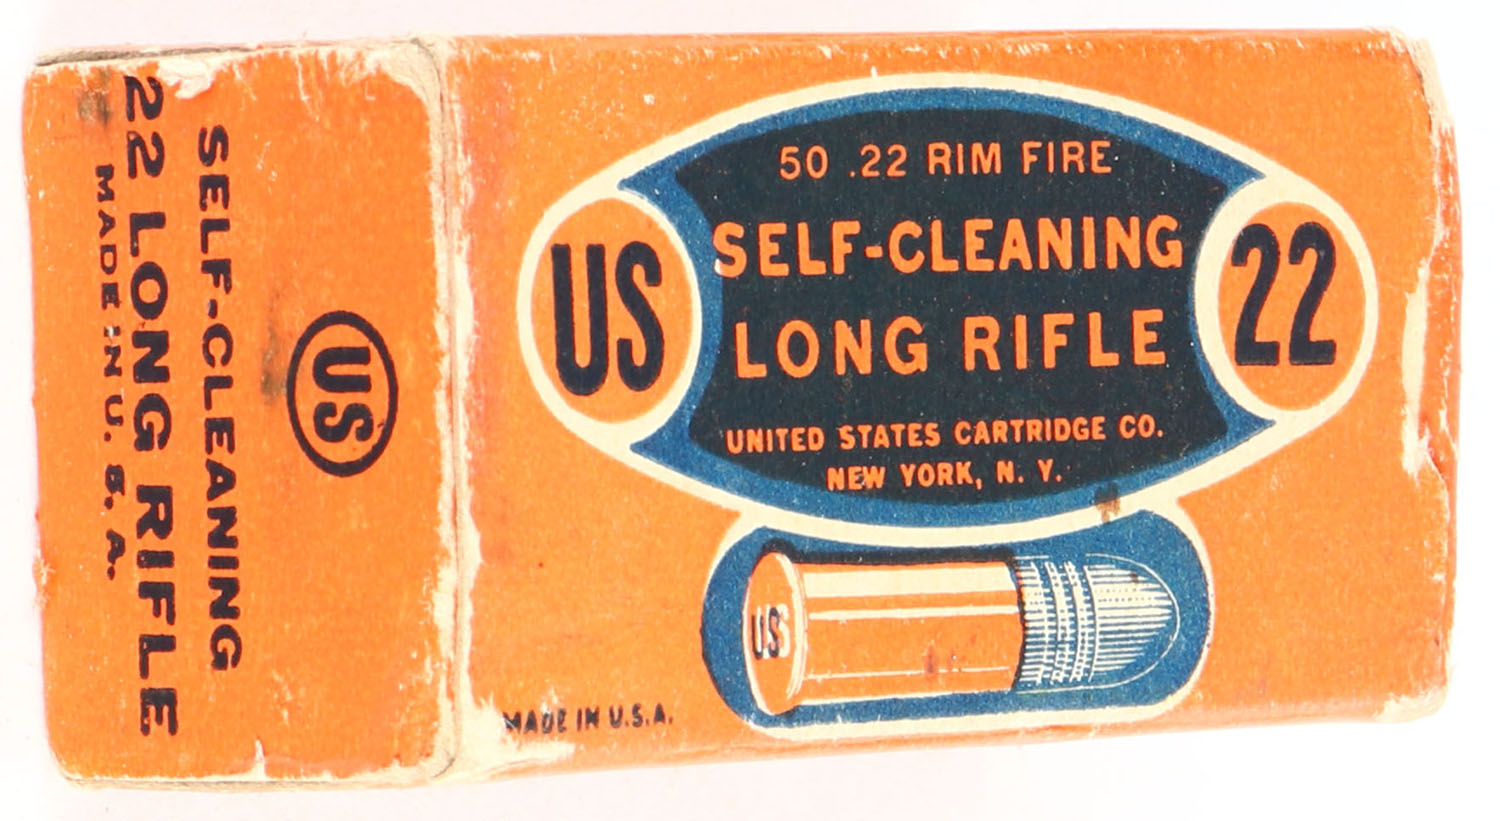 50 .22 RIM FIRE
SELF-CLEANING
LONG RIFLE
UNITED STATES CARTRIDGE CO.
NEW YORK, N. Y.
US
22
US
MADE IN U.S.A.
US
SELF-CLEANING
22 LONG RIFLE
MADE IN U. S. A.